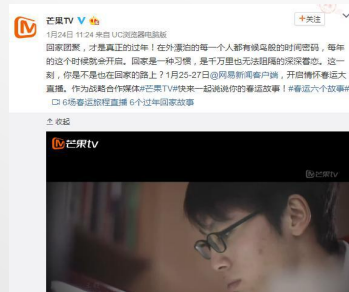 芒果TV
+关注
1月24日 11:24 来自 UC浏览器电脑版
回家团聚，才是真正的过年！在外漂泊的每一个人都有候鸟般的时间密码，每年
的这个时候就会开启。回家是一种习惯，是千万里也无法阻隔的深深眷恋。这一
刻，你是不是也在回家的路上？1月25-27日@网易新闻客户端，开启情怀春运大
直播。作为战略合作媒体#芒果TV#快来一起说说你的春运故事！#春运六个故事#
6场春运旅程直播 6个过年回家故事
收起
芒果tv
芒果tv